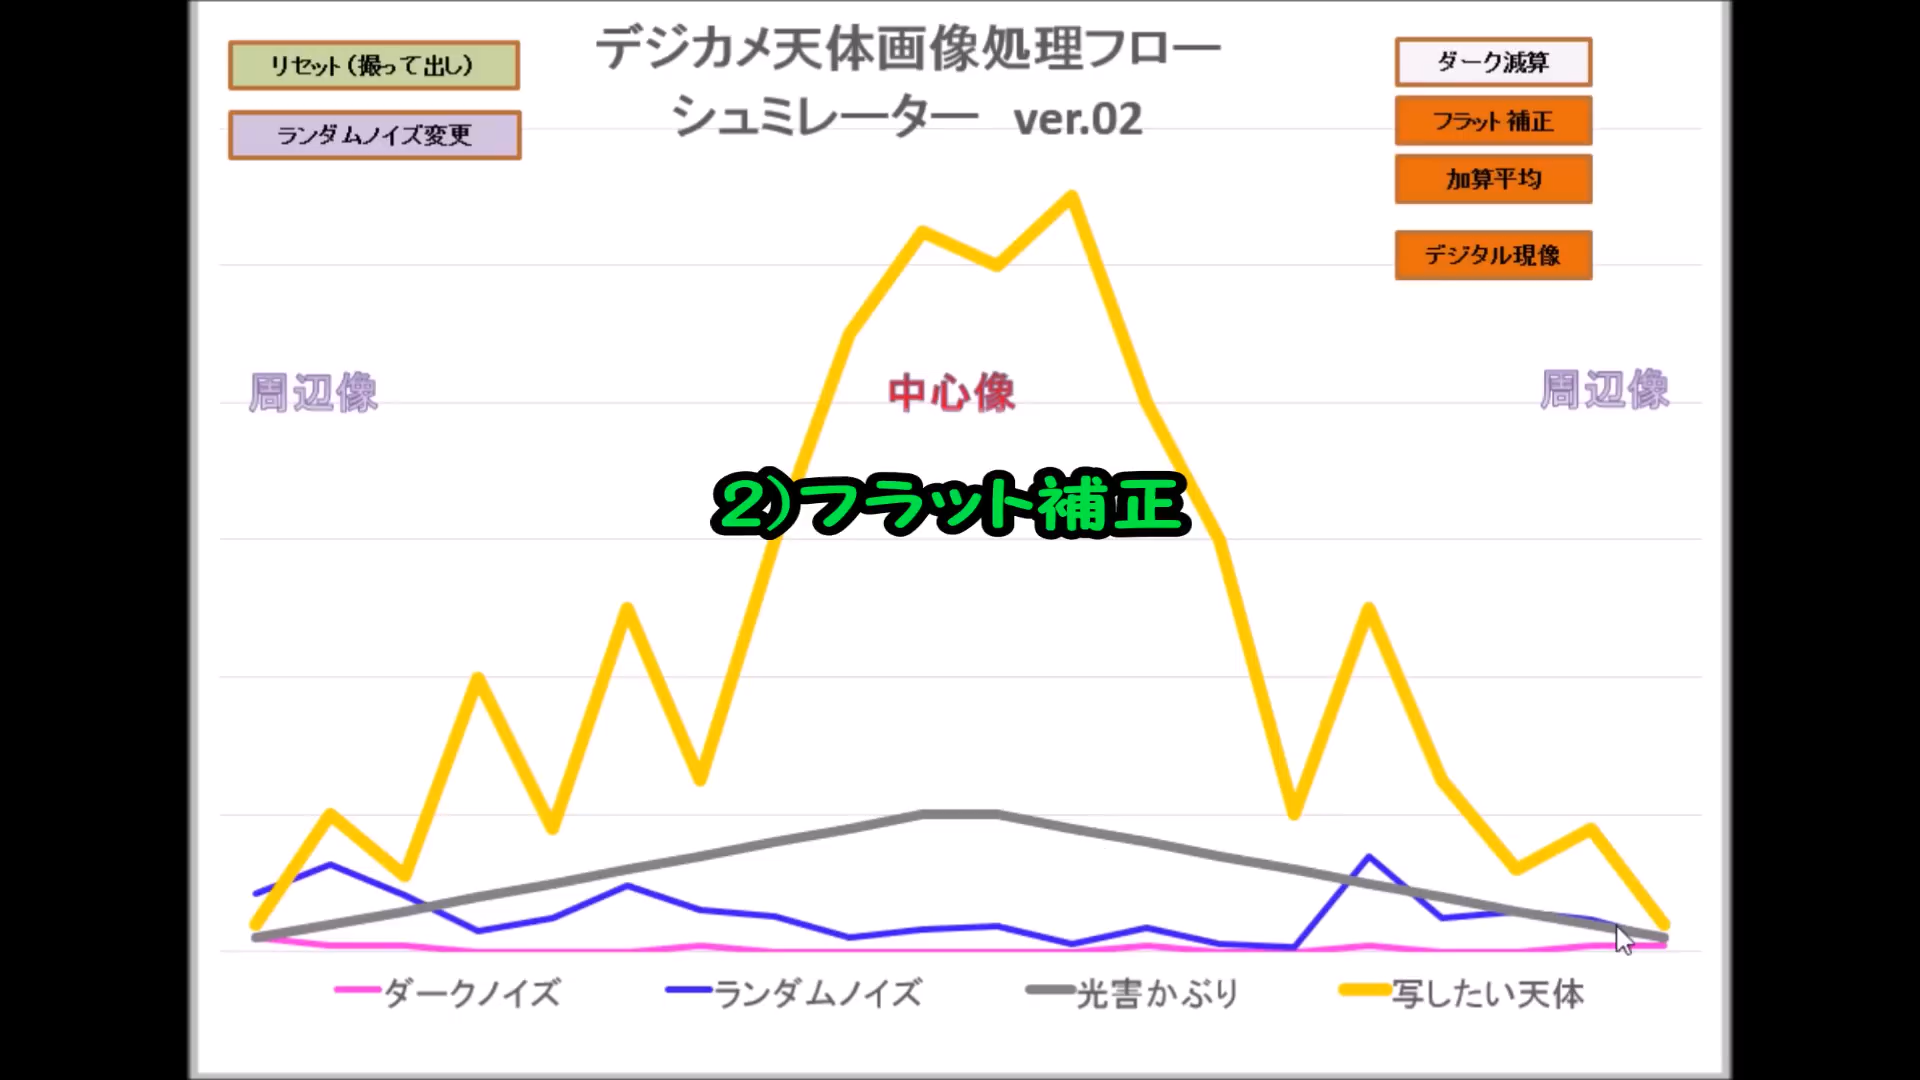 リセット(撮って出し)
ランダムノイズ変更
デジカメ天体画像処理フロー
シュミレーター ver.02
ダーク減算
フラット補正
加算平均
デジタル現像
周辺像
中心像
周辺像
2)フラット補正
ダークノイズ
ランダムノイズ
光害かぶり
写したい天体